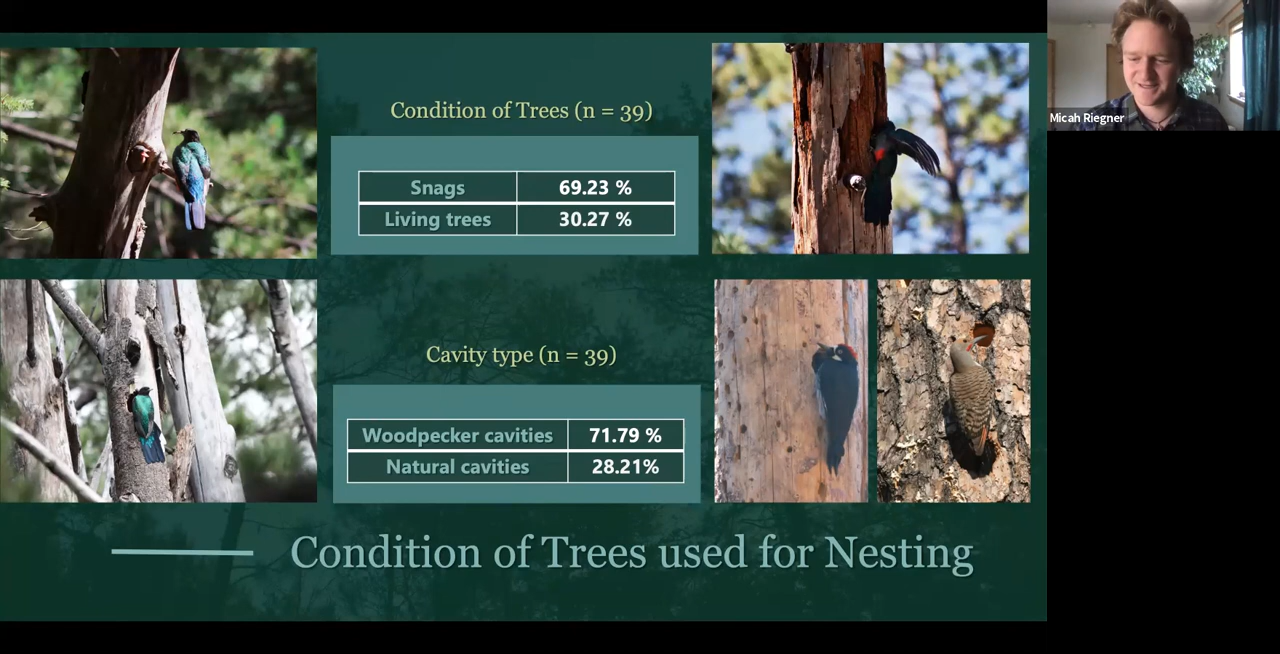 Condition of Trees (n = 39)
Snags 69.23 %
Living trees 30.27 %
Cavity type (n = 39)
Woodpecker cavities 71.79 %
Natural cavities 28.21%
Condition of Trees used for Nesting
Micah Riegner